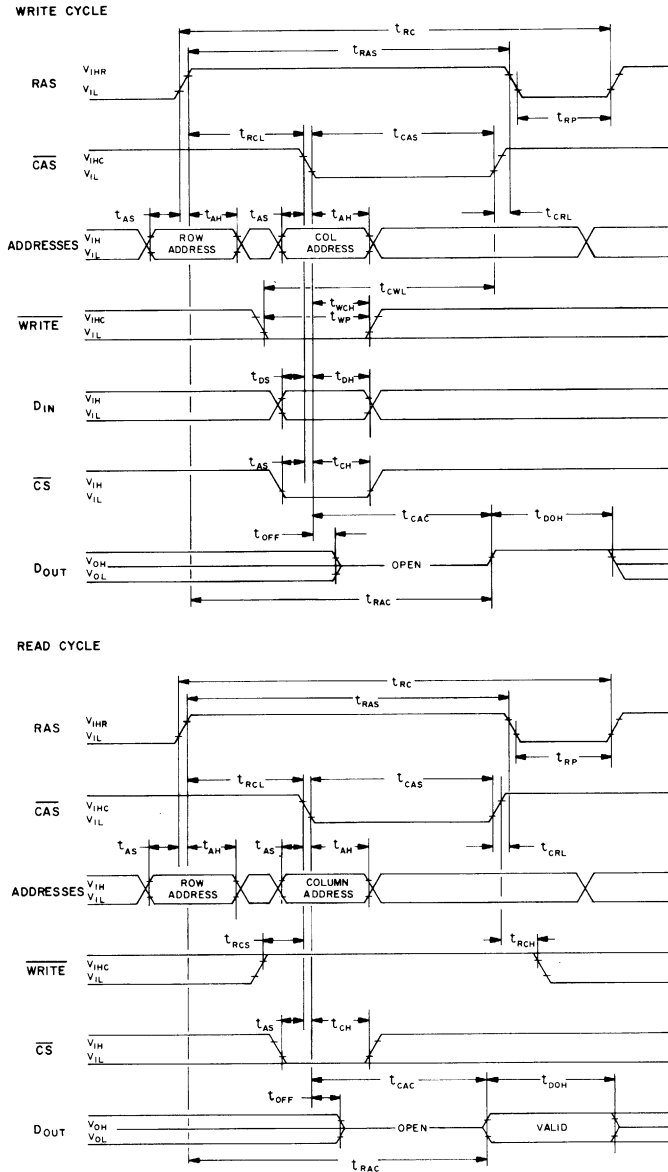 WRITE CYCLE
tRC
tRAS
RAS
VIHR
VIL
tRP
tRCL
tCAS
CAS
VIHC
VIL
tAS
tAH
tAS
tAH
tCRL
ADDRESSES
VIH
VIL
ROW
ADDRESS
COL
ADDRESS
tCWL
tWCH
WRITE
VIHC
VIL
tWP
tDS
tDH
DIN
VIH
VIL
tAS
tCH
CS
VIH
VIL
tCAC
tDOH
tOFF
DOUT
VOH
VOL
OPEN
tRAC
READ CYCLE
tRC
tRAS
RAS
VIHR
VIL
tRP
tRCL
tCAS
CAS
VIHC
VIL
tAS
tAH
tAS
tAH
tCRL
ADDRESSES
VIH
VIL
ROW
ADDRESS
COLUMN
ADDRESS
tRCS
tRCH
WRITE
VIHC
VIL
tAS
tCH
CS
VIH
VIL
tCAC
tDOH
tOFF
DOUT
VOH
VOL
OPEN
VALID
tRAC